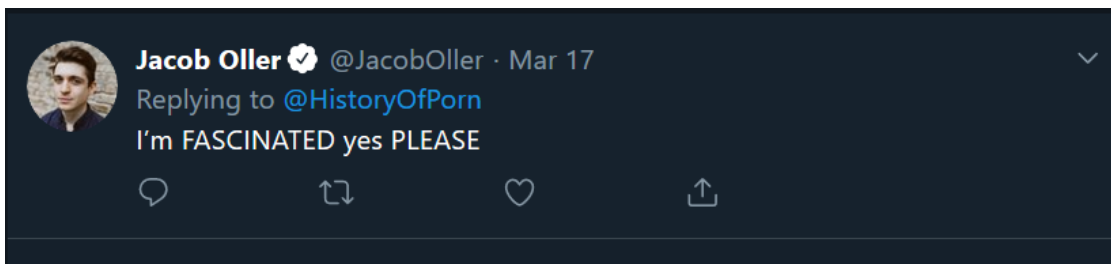 Jacob Oller @JacobOller · Mar 17
Replying to @HistoryOfPorn
I'm FASCINATED yes PLEASE